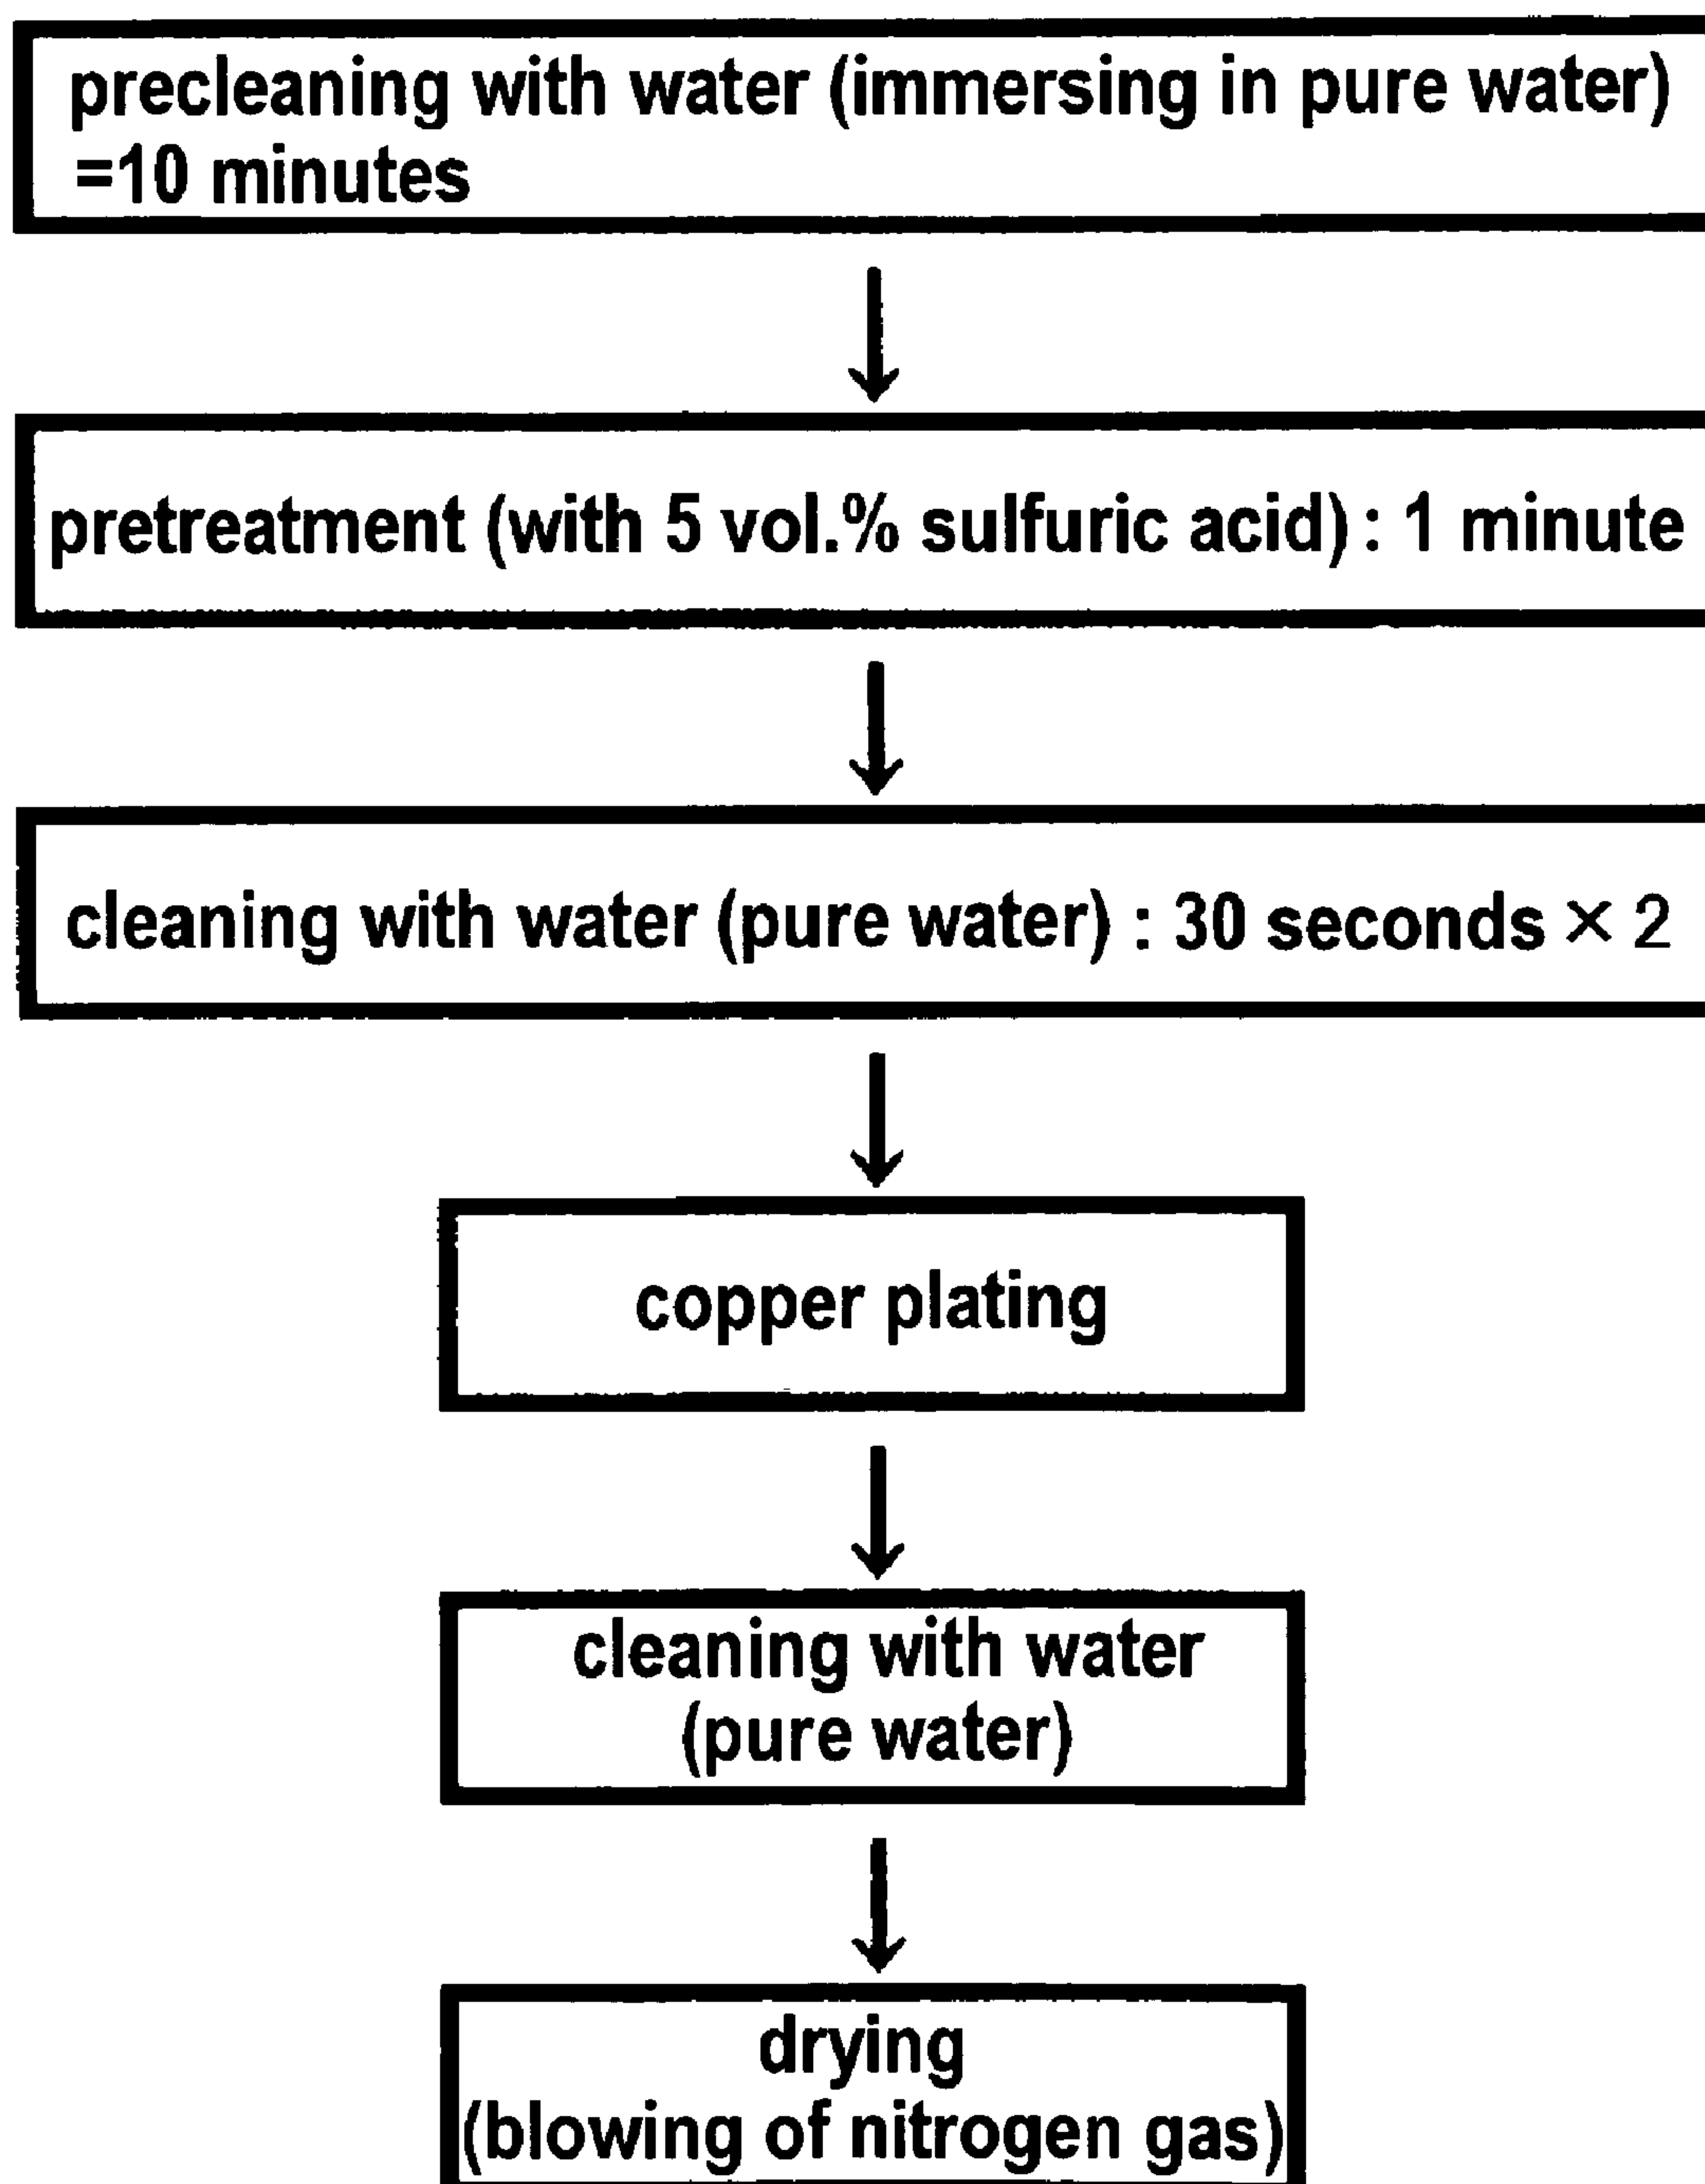 precleaning with water (immersing in pure water)
=10 minutes
pretreatment (with 5 vol.% sulfuric acid) : 1 minute
cleaning with water (pure water) : 30 seconds × 2
copper plating
cleaning with water
(pure water)
drying
(blowing of nitrogen gas)